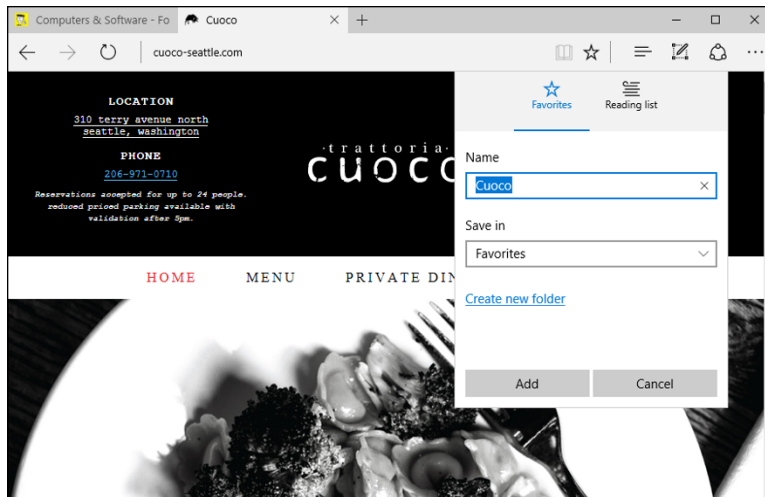 Computers & Software - Fo
Cuoco
cuoco-seattle.com
LOCATION
310 terry avenue north
seattle, washington
PHONE
206-971-0710
Reservations accepted for up to 24 people.
reduced priced parking available with
validation after 5pm.
·trattoria·
cuoco
HOME
MENU
PRIVATE DIN
Favorites
Reading list
Name
Cuoco
Save in
Favorites
Create new folder
Add
Cancel